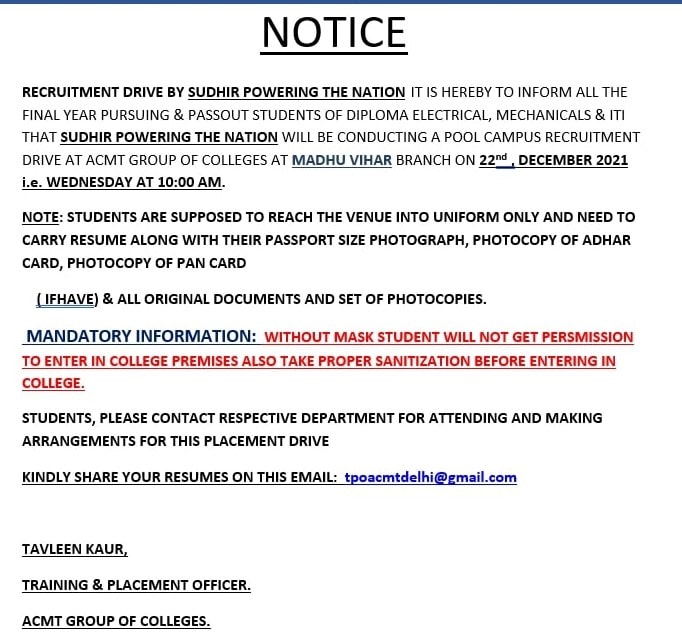 NOTICE
RECRUITMENT DRIVE BY SUDHIR POWERING THE NATION IT IS HEREBY TO INFORM ALL THE
FINAL YEAR PURSUING & PASSOUT STUDENTS OF DIPLOMA ELECTRICAL, MECHANICALS & ITI
THAT SUDHIR POWERING THE NATION WILL BE CONDUCTING A POOL CAMPUS RECRUITMENT
DRIVE AT ACMT GROUP OF COLLEGES AT MADHU VIHAR BRANCH ON 22nd , DECEMBER 2021
i.e. WEDNESDAY AT 10:00 AM.
NOTE: STUDENTS ARE SUPPOSED TO REACH THE VENUE INTO UNIFORM ONLY AND NEED TO
CARRY RESUME ALONG WITH THEIR PASSPORT SIZE PHOTOGRAPH, PHOTOCOPY OF ADHAR
CARD, PHOTOCOPY OF PAN CARD
( IFHAVE) & ALL ORIGINAL DOCUMENTS AND SET OF PHOTOCOPIES.
MANDATORY INFORMATION: WITHOUT MASK STUDENT WILL NOT GET PERSMISSION
TO ENTER IN COLLEGE PREMISES ALSO TAKE PROPER SANITIZATION BEFORE ENTERING IN
COLLEGE.
STUDENTS, PLEASE CONTACT RESPECTIVE DEPARTMENT FOR ATTENDING AND MAKING
ARRANGEMENTS FOR THIS PLACEMENT DRIVE
KINDLY SHARE YOUR RESUMES ON THIS EMAIL: tpoacmtdelhi@gmail.com
TAVLEEN KAUR,
TRAINING & PLACEMENT OFFICER.
ACMT GROUP OF COLLEGES.